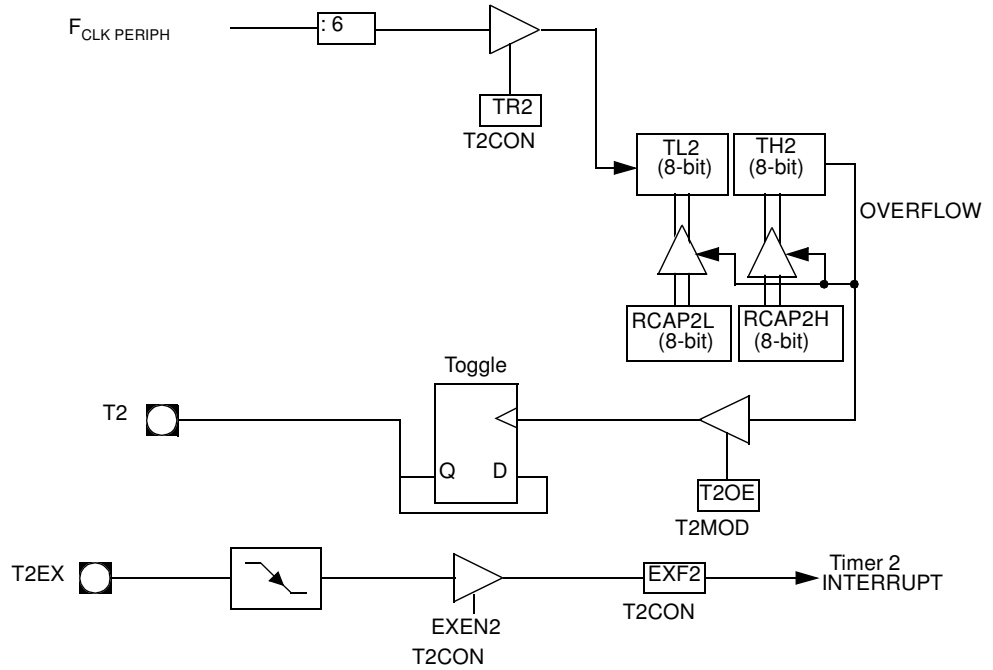 FCLK PERIPH
: 6
TR2
T2CON
TL2
(8-bit)
TH2
(8-bit)
OVERFLOW
RCAP2L
(8-bit)
RCAP2H
(8-bit)
Toggle
T2
Q
D
T2OE
T2MOD
T2EX
EXEN2
T2CON
EXF2
T2CON
Timer 2
INTERRUPT